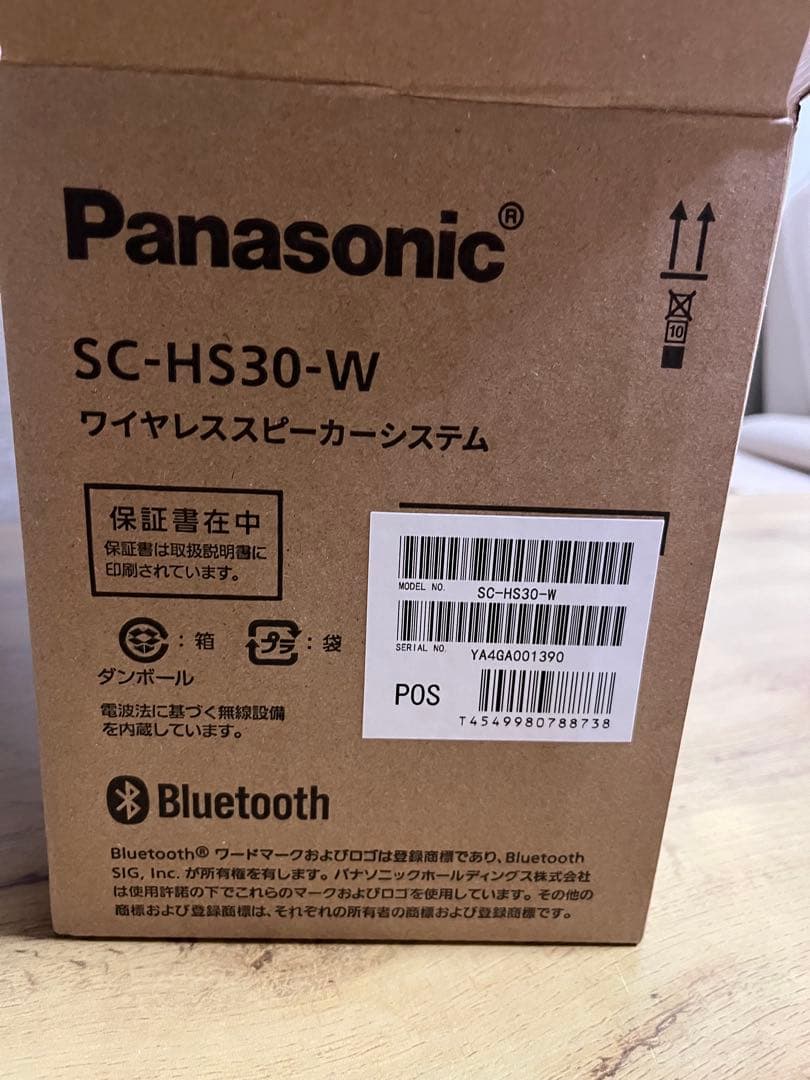 Panasonic®
SC-HS30-W
ワイヤレススピーカーシステム
10
保証書在中
保証書は取扱説明書に
印刷されています。
MODEL NO. SC-HS30-W
SERIAL NO. YA4GA001390
POS
T4549980788738
:箱 プラ:袋
ダンボール
電波法に基づく無線設備
を内蔵しています。
Bluetooth
Bluetooth® ワードマークおよびロゴは登録商標であり、Bluetooth
SIG, Inc. が所有権を有します。パナソニックホールディングス株式会社
は使用許諾の下でこれらのマークおよびロゴを使用しています。その他の
商標および登録商標は、それぞれの所有者の商標および登録商標です。